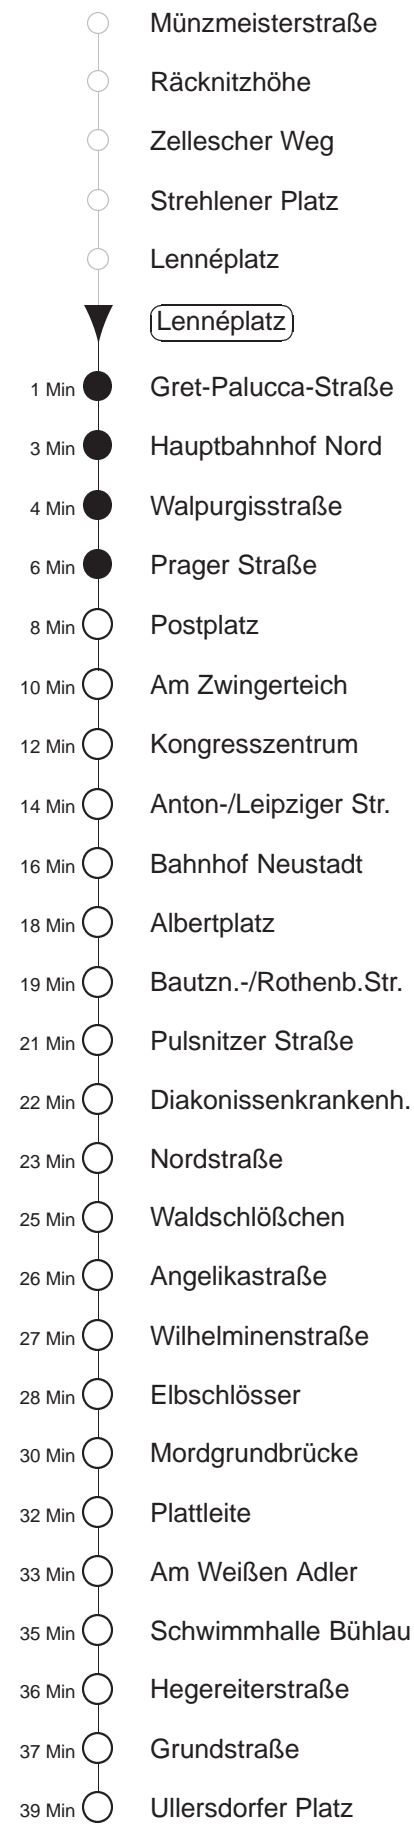 Münzmeisterstraße
Räcknitzhöhe
Zellescher Weg
Strehlener Platz
Lennéplatz
Lennéplatz
1 Min Gret-Palucca-Straße
3 Min Hauptbahnhof Nord
4 Min Walpurgisstraße
6 Min Prager Straße
8 Min Postplatz
10 Min Am Zwingerteich
12 Min Kongresszentrum
14 Min Anton-/Leipziger Str.
16 Min Bahnhof Neustadt
18 Min Albertplatz
19 Min Bautzn.-/Rothenb.Str.
21 Min Pulsnitzer Straße
22 Min Diakonissenkrankenh.
23 Min Nordstraße
25 Min Waldschlößchen
26 Min Angelikastraße
27 Min Wilhelminenstraße
28 Min Elbschlösser
30 Min Mordgrundbrücke
32 Min Plattleite
33 Min Am Weißen Adler
35 Min Schwimmhalle Bühlau
36 Min Hegereiterstraße
37 Min Grundstraße
39 Min Ullersdorfer Platz